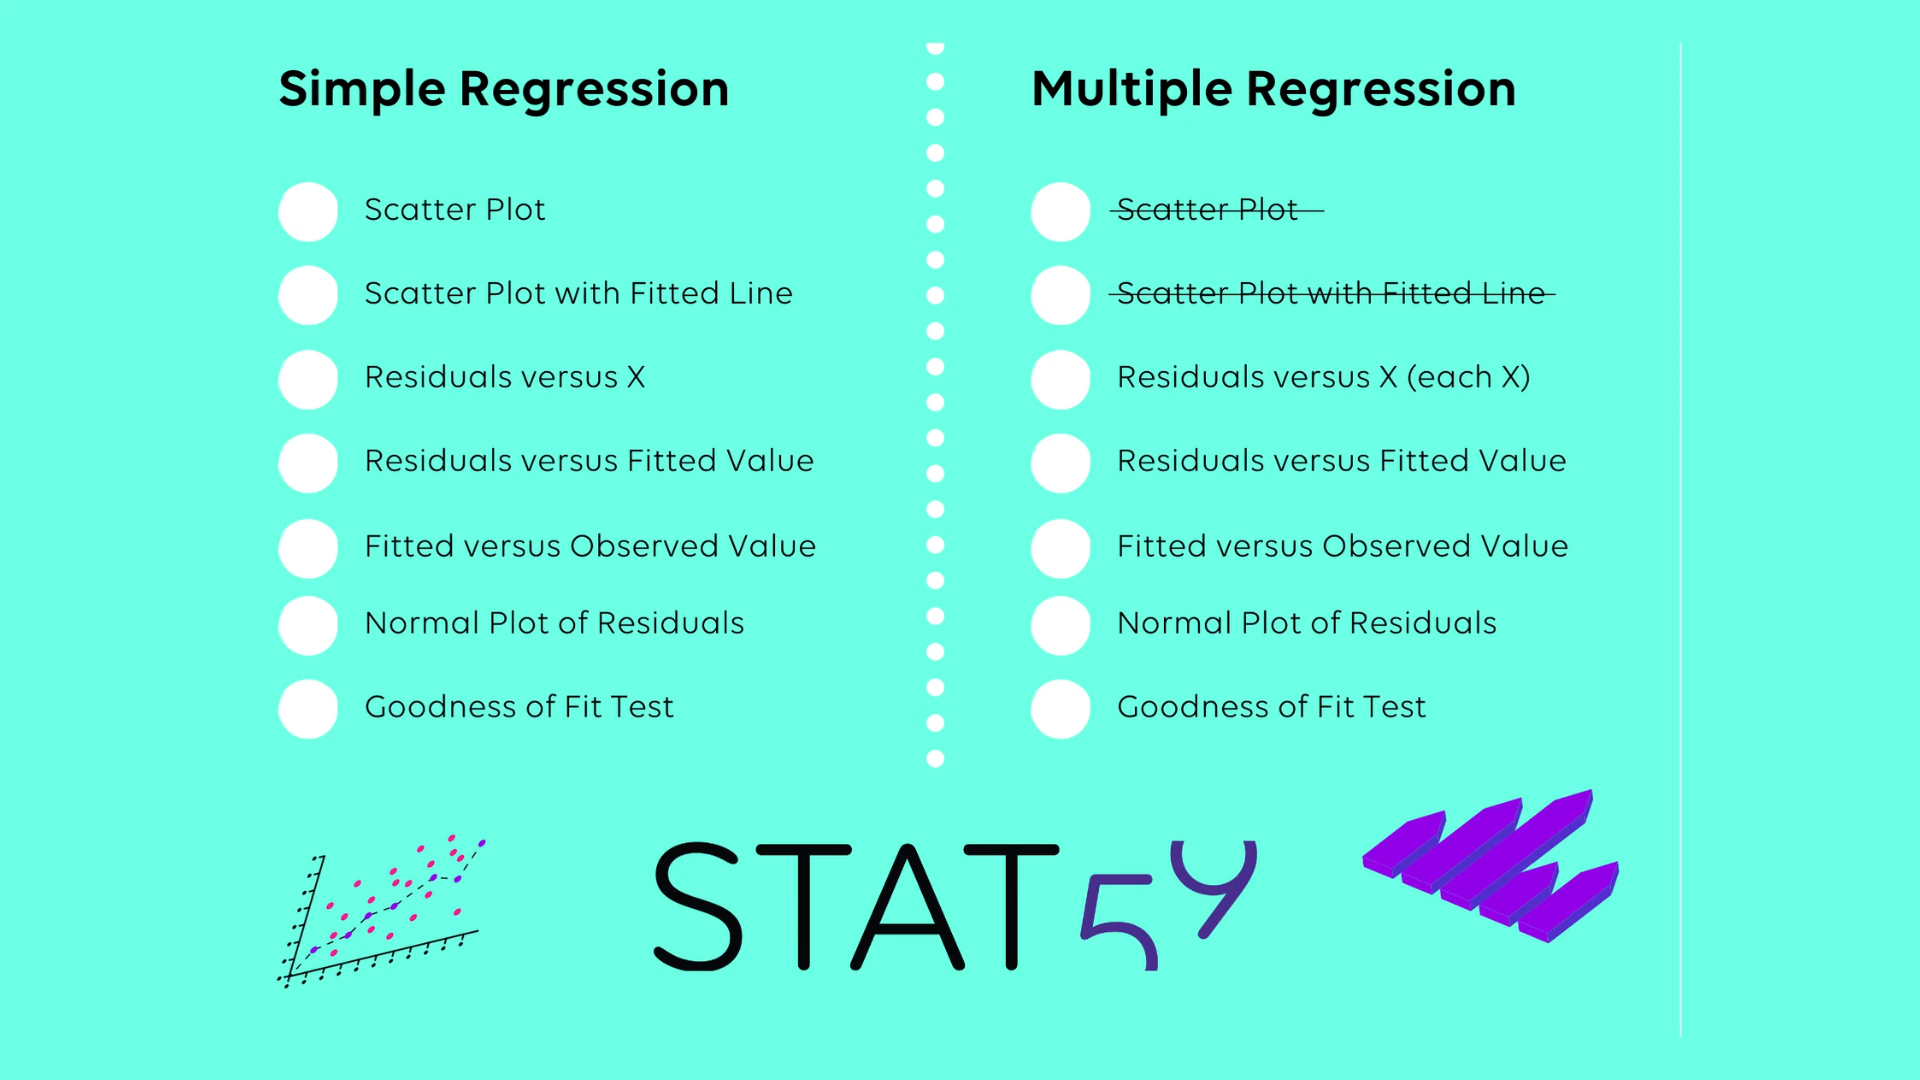 Simple Regression
Scatter Plot
Scatter Plot with Fitted Line
Residuals versus X
Residuals versus Fitted Value
Fitted versus Observed Value
Normal Plot of Residuals
Goodness of Fit Test
Multiple Regression
Scatter Plot
Scatter Plot with Fitted Line
Residuals versus X (each X)
Residuals versus Fitted Value
Fitted versus Observed Value
Normal Plot of Residuals
Goodness of Fit Test
STAT59